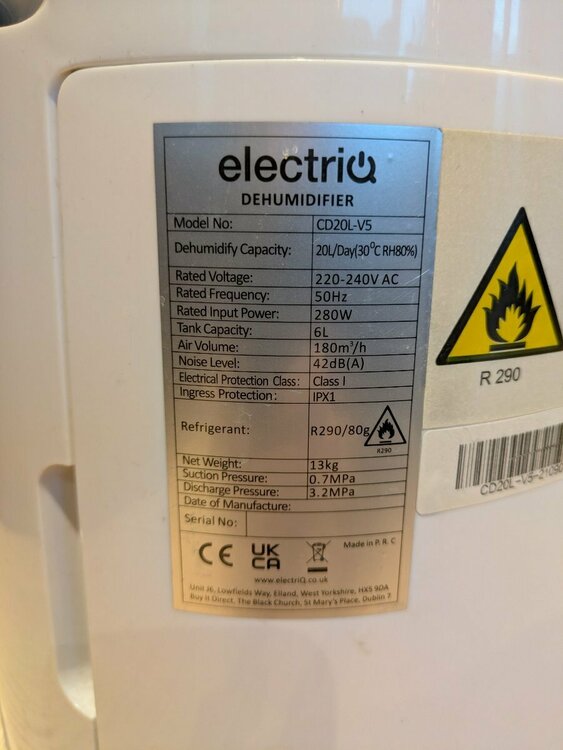 electriQ
DEHUMIDIFIER
Model No: CD20L-V5
Dehumidify Capacity: 20L/Day(30°C RH80%)
Rated Voltage: 220-240V AC
Rated Frequency: 50Hz
Rated Input Power: 280W
Tank Capacity: 6L
Air Volume: 180m³/h
Noise Level: 42dB(A)
Electrical Protection Class: Class I
Ingress Protection: IPX1
Refrigerant: R290/80g
R290
Net Weight: 13kg
Suction Pressure: 0.7MPa
Discharge Pressure: 3.2MPa
Date of Manufacture:
Serial No:
CE UK CA Made in P. R. C
www.electriQ.co.uk
Unit J6, Lowfields Way, Elland, West Yorkshire, HX5 9DA
Buy it Direct, The Black Church, St Mary's Place, Dublin 7
R 290